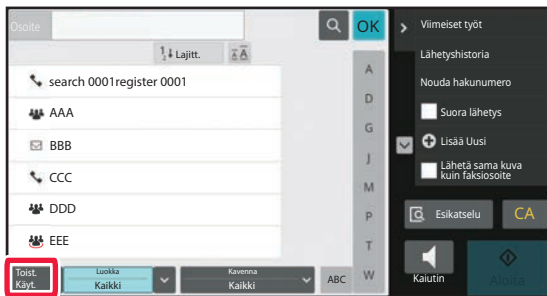 Osoite
OK
1 Lajitt.
A A
search 0001register 0001
AAA
BBB
CCC
DDD
EEE
A
D
G
J
M
P
T
W
Toist.
Käyt.
Luokka
Kaikki
Kavenna
Kaikki
ABC
Viimeiset työt
Lähetyshistoria
Nouda hakunumero
Suora lähetys
Lisää Uusi
Lähetä sama kuva
kuin faksiosoite
Esikatselu
CA
Kaiutin
Aloita